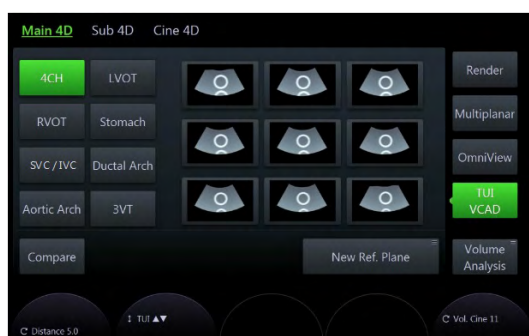 Main 4D Sub 4D Cine 4D
4CH LVOT Render
RVOT Stomach Multiplanar
SVC / IVC Ductal Arch OmniView
Aortic Arch 3VT TUI
VCAD
Compare New Ref. Plane Volume
Analysis
TUI ▲▼ Vol. Cine 11
Distance 5.0